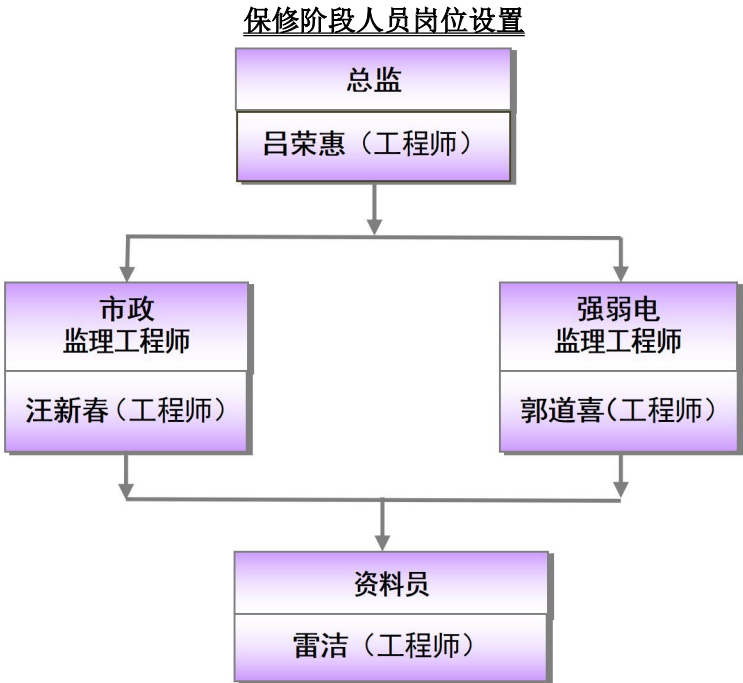 保修阶段人员岗位设置
总监
吕荣惠（工程师）
市政
监理工程师
汪新春（工程师）
强弱电
监理工程师
郭道喜（工程师）
资料员
雷洁（工程师）